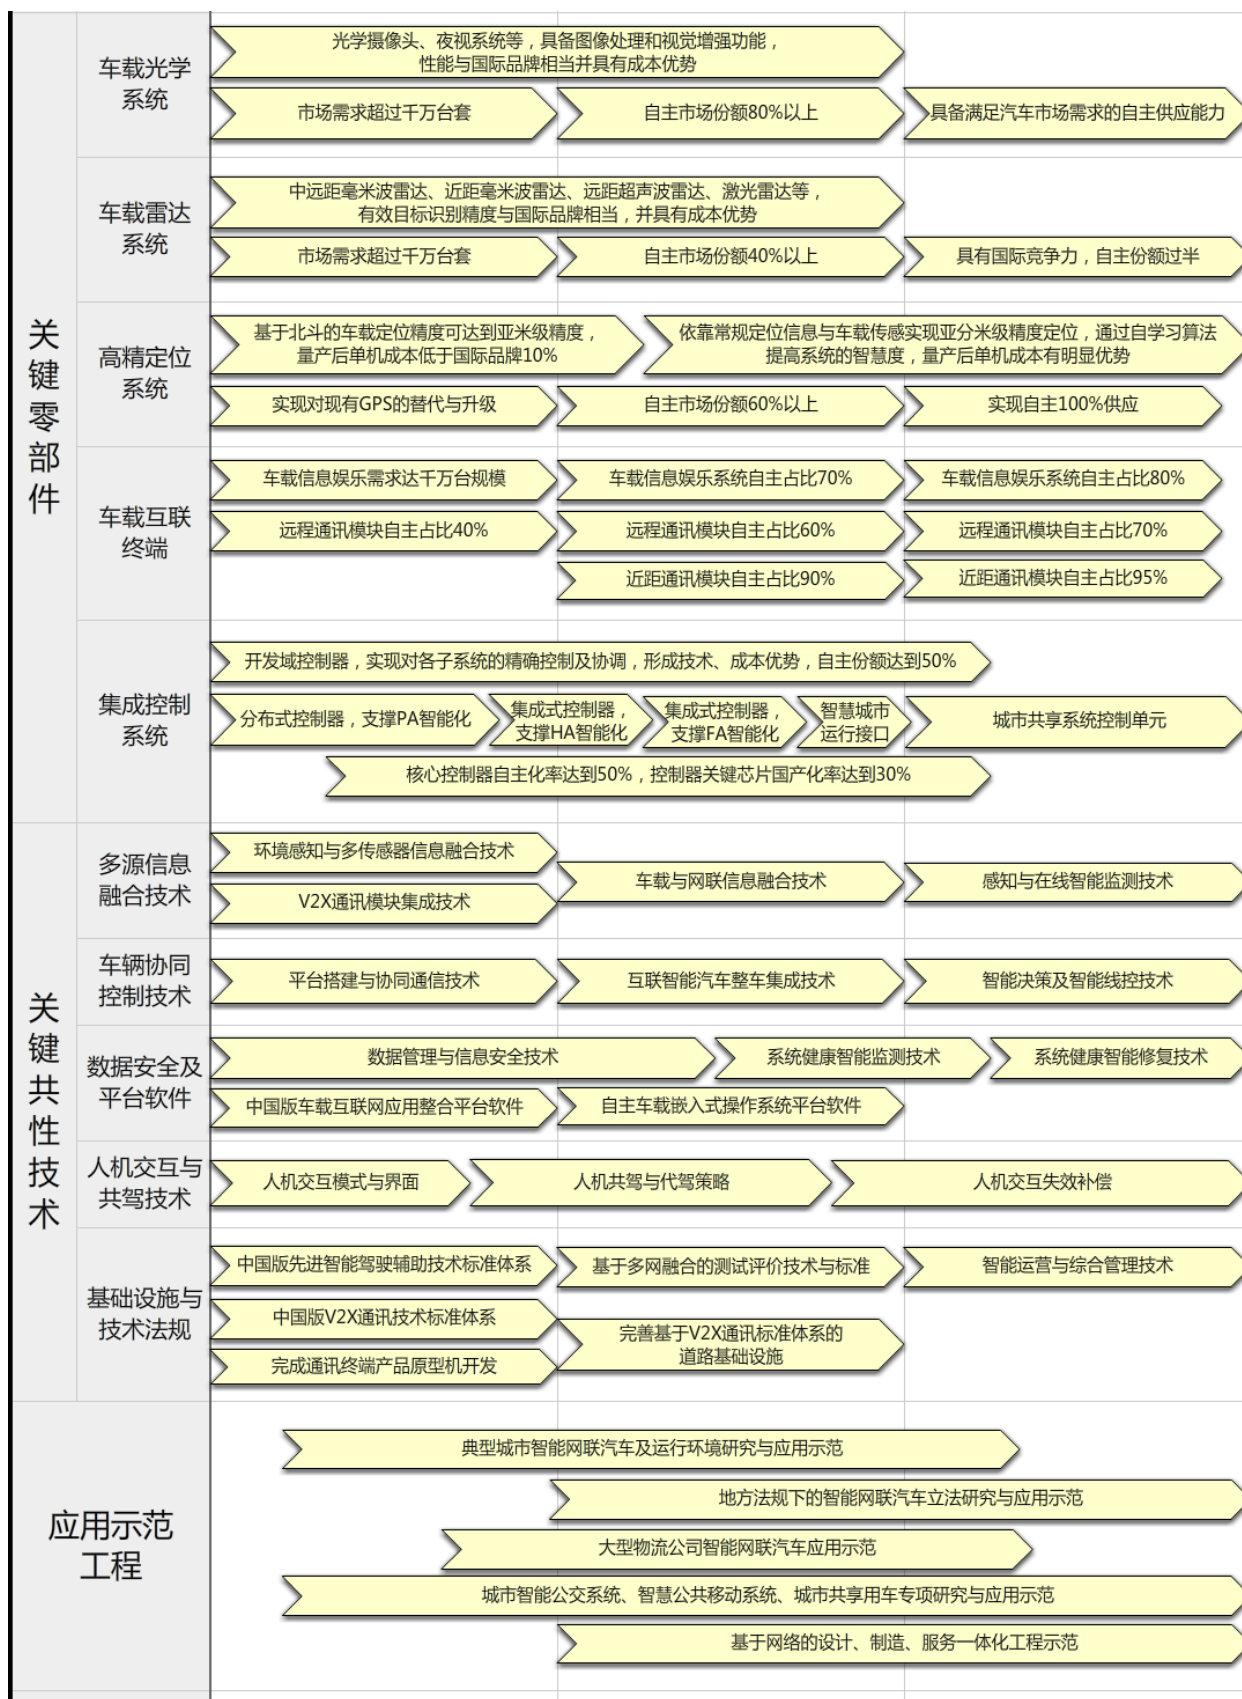 关键零部件
车载光学
系统
光学摄像头、夜视系统等，具备图像处理和视觉增强功能，
性能与国际品牌相当并具有成本优势
市场需求超过千万台套
自主市场份额80%以上
具备满足汽车市场需求的自主供应能力
车载雷达
系统
中远距毫米波雷达、近距毫米波雷达、远距超声波雷达、激光雷达等，
有效目标识别精度与国际品牌相当，并具有成本优势
市场需求超过千万台套
自主市场份额40%以上
具有国际竞争力，自主份额过半
高精定位
系统
基于北斗的车载定位精度可达到亚米级精度，
量产后单机成本低于国际品牌10%
依靠常规定位信息与车载传感实现亚分米级精度定位，通过自学习算法
提高系统的智慧度，量产后单机成本有明显优势
实现对现有GPS的替代与升级
自主市场份额60%以上
实现自主100%供应
车载互联
终端
车载信息娱乐需求达千万台规模
车载信息娱乐系统自主占比70%
车载信息娱乐系统自主占比80%
远程通讯模块自主占比40%
远程通讯模块自主占比60%
远程通讯模块自主占比70%
近距通讯模块自主占比90%
近距通讯模块自主占比95%
集成控制
系统
开发域控制器，实现对各子系统的精确控制及协调，形成技术、成本优势，自主份额达到50%
分布式控制器，支撑PA智能化
集成式控制器，
支撑HA智能化
集成式控制器，
支撑FA智能化
智慧城市
运行接口
城市共享系统控制单元
核心控制器自主化率达到50%，控制器关键芯片国产化率达到30%
关键共性技术
多源信息
融合技术
环境感知与多传感器信息融合技术
V2X通讯模块集成技术
车载与网联信息融合技术
感知与在线智能监测技术
车辆协同
控制技术
平台搭建与协同通信技术
互联智能汽车整车集成技术
智能决策及智能线控技术
数据安全及
平台软件
数据管理与信息安全技术
系统健康智能监测技术
系统健康智能修复技术
中国版车载互联网应用整合平台软件
自主车载嵌入式操作系统平台软件
人机交互与
共驾技术
人机交互模式与界面
人机共驾与代驾策略
人机交互失效补偿
基础设施与
技术法规
中国版先进智能驾驶辅助技术标准体系
基于多网融合的测试评价技术与标准
智能运营与综合管理技术
中国版V2X通讯技术标准体系
完善基于V2X通讯标准体系的
道路基础设施
完成通讯终端产品原型机开发
应用示范
工程
典型城市智能网联汽车及运行环境研究与应用示范
地方法规下的智能网联汽车立法研究与应用示范
大型物流公司智能网联汽车应用示范
城市智能公交系统、智慧公共移动系统、城市共享用车专项研究与应用示范
基于网络的设计、制造、服务一体化工程示范